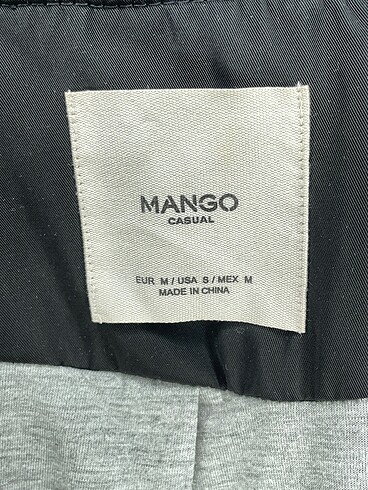 MANGO
CASUAL
EUR M / USA S / MEX M
MADE IN CHINA